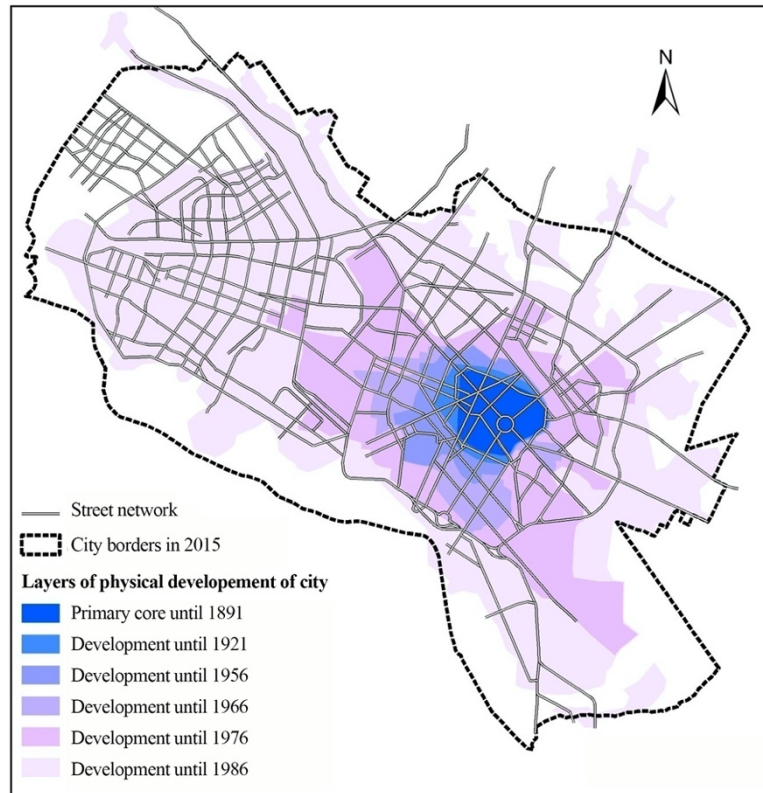 N
Street network
City borders in 2015
Layers of physical developement of city
Primary core until 1891
Development until 1921
Development until 1956
Development until 1966
Development until 1976
Development until 1986